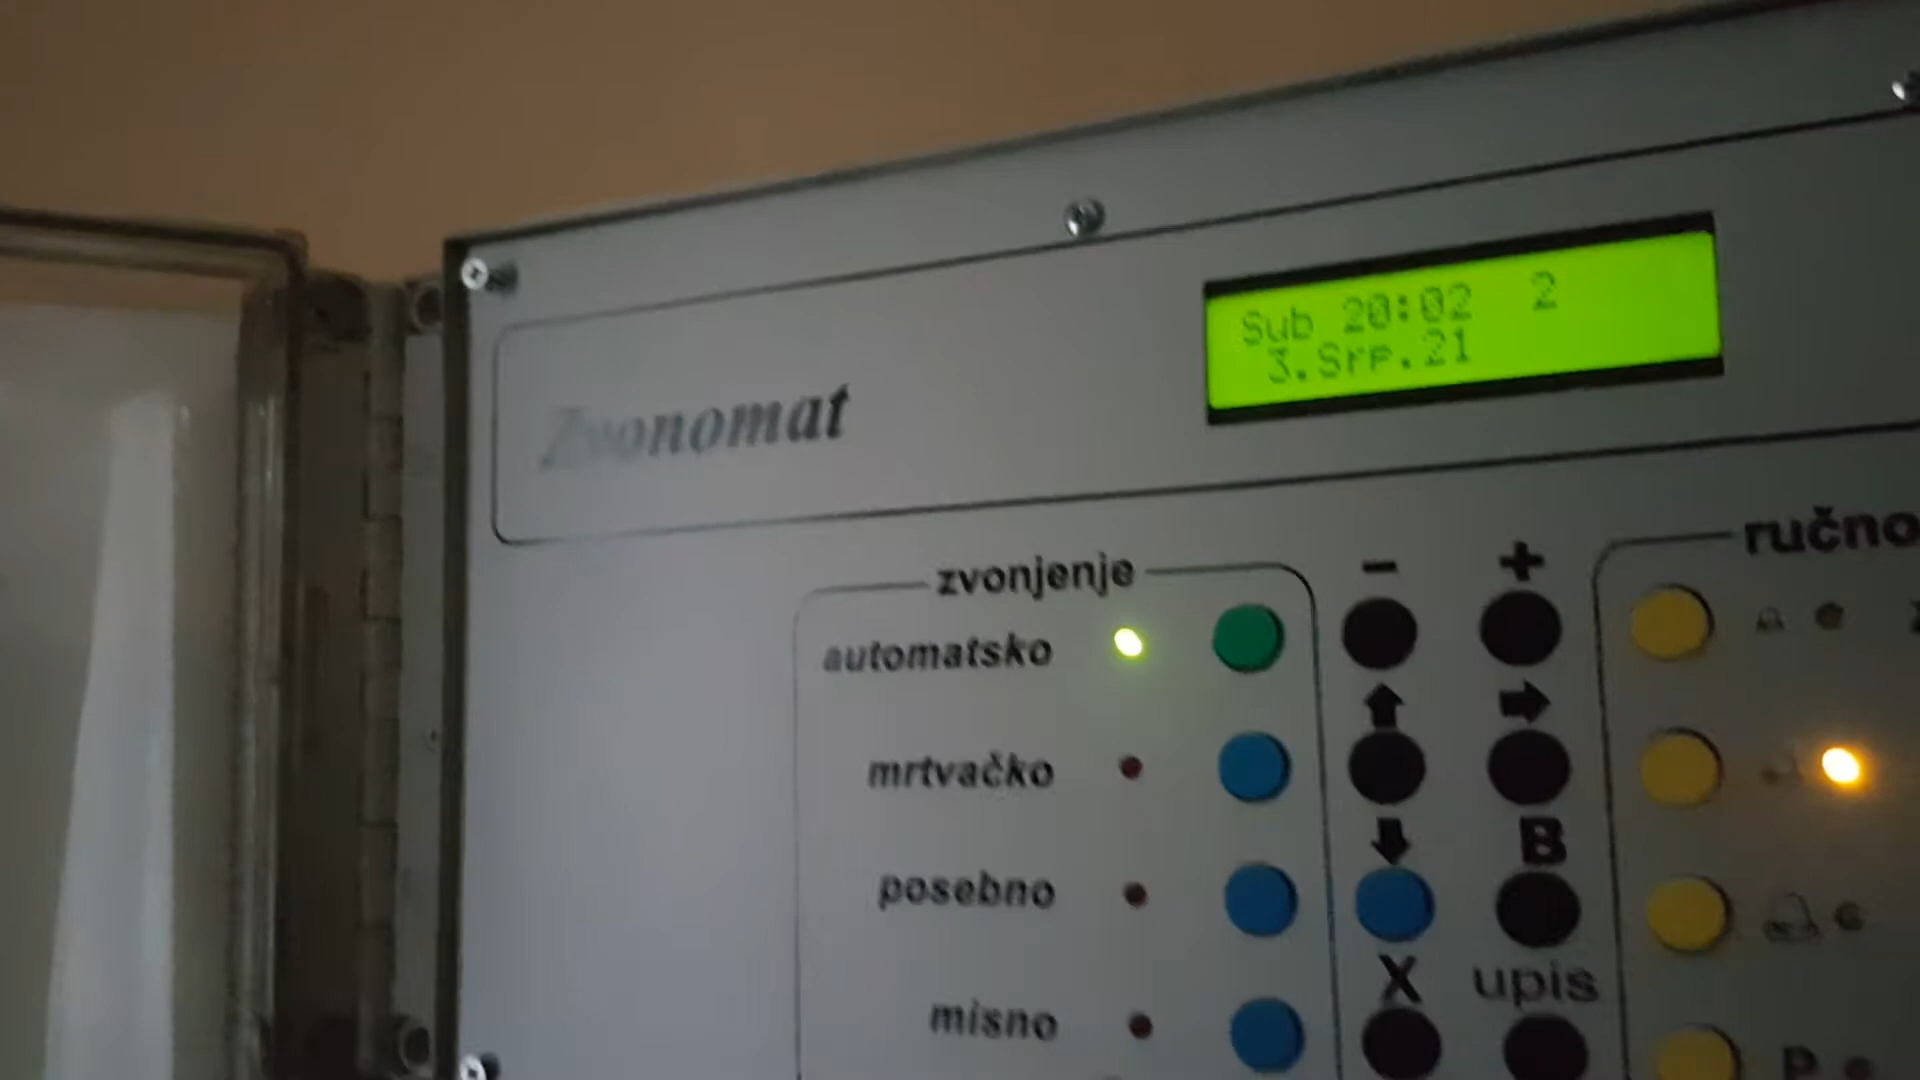 Sub 20:02 2
3.Srp.21
Zvonomat
zvonjenje
- +
ručno
automatsko
mrtvačko
B
posebno
X upis
misno
P